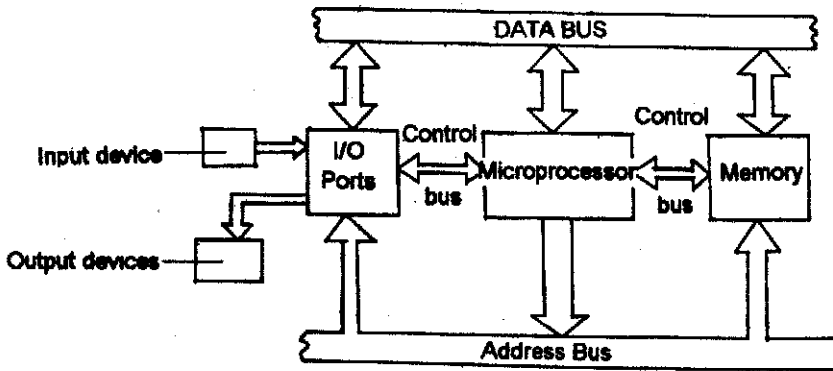 DATA BUS
Control
Control
Input device
I/O
Ports
Microprocessor
Memory
bus
bus
Output devices
Address Bus